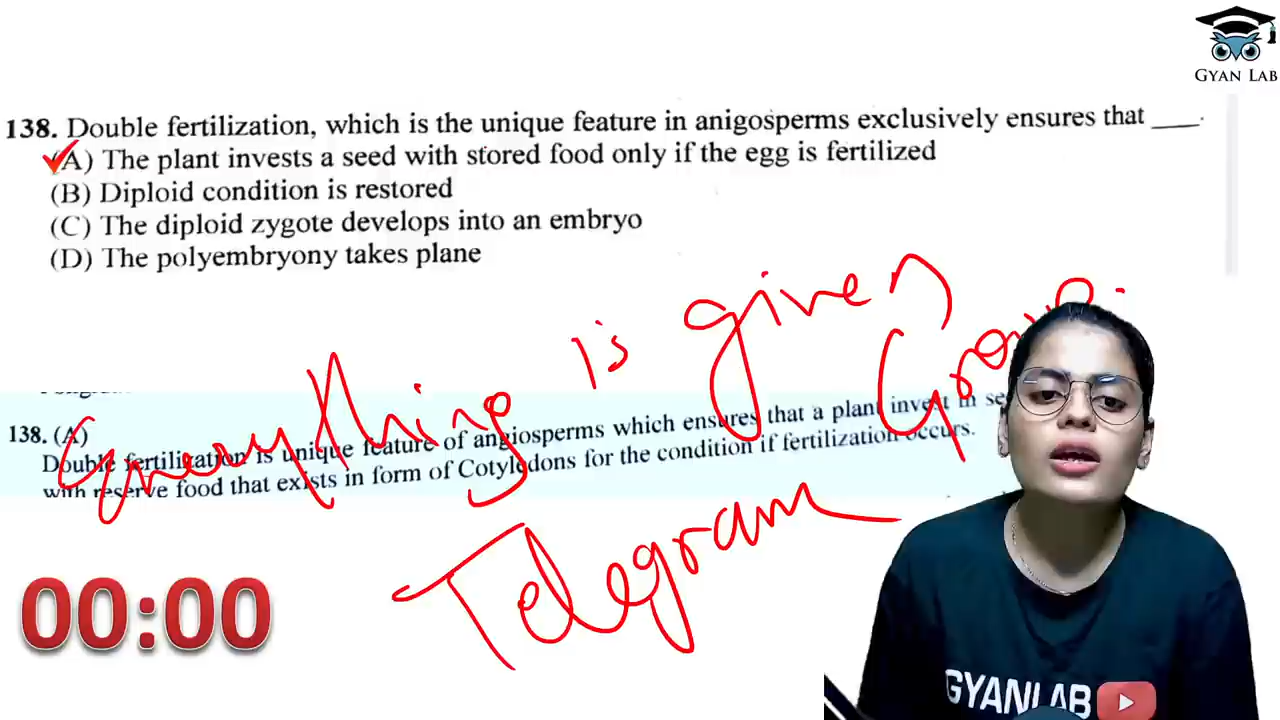 GYAN LAB
138. Double fertilization, which is the unique feature in anigosperms exclusively ensures that ____.
(A) The plant invests a seed with stored food only if the egg is fertilized
(B) Diploid condition is restored
(C) The diploid zygote develops into an embryo
(D) The polyembryony takes plane
Everything is given
Telegram Group.
138. (A)
Double fertilization is unique feature of angiosperms which ensures that a plant invest in
with reserve food that exists in form of Cotyledons for the condition if fertilization occurs.
00:00
GYANLAB